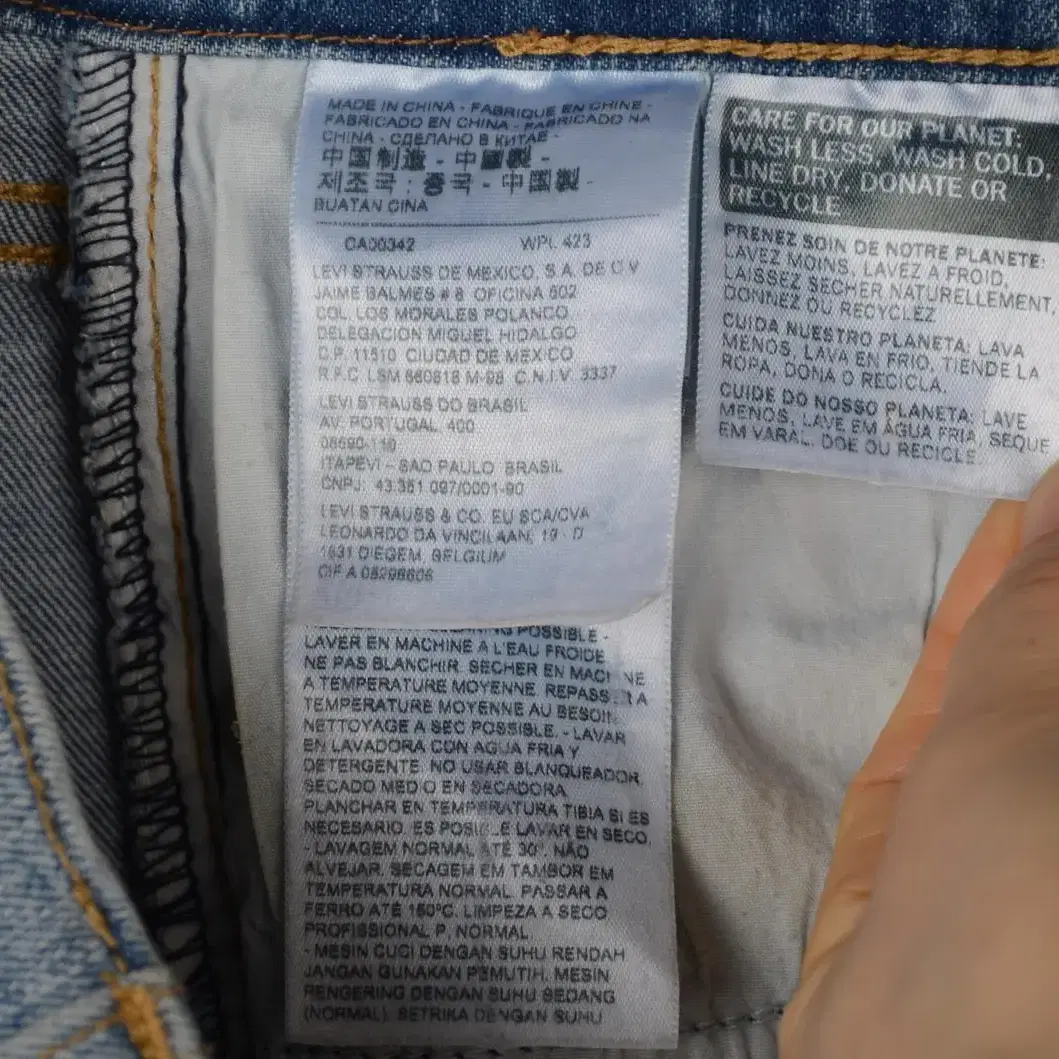 MADE IN CHINA - FABRIQUE EN CHINE -
FABRICADO EN CHINA - FABRICADO NA
CHINA - СДЕЛАНО В КИТАЕ -
中国制造 - 中國製 -
제조국 : 중국 - 中國製 -
BUATAN CINA
CA00342 WPL 423
LEVI STRAUSS DE MEXICO, S.A. DE C V
JAIME BALMES # 8 OFICINA 602
COL. LOS MORALES POLANCO
DELEGACION MIGUEL HIDALGO
C.P. 11510 CIUDAD DE MEXICO
R.F.C. LSM 860818 M-98 C.N.I.V. 3337
LEVI STRAUSS DO BRASIL
AV. PORTUGAL 400
06690-110
ITAPEVI - SAO PAULO BRASIL
CNPJ: 43.351.097/0001-90
LEVI STRAUSS & CO. EU SCA/CVA
LEONARDO DA VINCILAAN, 19 - D
1831 DIEGEM, BELGIUM
CIF A 08298606
POSSIBLE -
LAVER EN MACHINE A L'EAU FROIDE
NE PAS BLANCHIR. SECHER EN
A TEMPERATURE MOYENNE. A
TEMPERATURE MOYENNE AU BESOIN.
NETTOYAGE A SEC POSSIBLE. - LAVAR
EN LAVADORA CON AGUA FRIA Y
DETERGENTE. NO USAR BLANQUEADOR.
SECADO MEDIO EN SECADORA.
PLANCHAR EN TEMPERATURA TIBIA SI ES
NECESARIO. ES POSIBLE LAVAR EN SECO.
- LAVAGEM NORMAL ATÉ 30°. NÃO
ALVEJAR. SECAGEM EM TAMBOR EM
TEMPERATURA NORMAL. PASSAR A
FERRO ATÉ 150°C. LIMPEZA A SECO
PROFISSIONAL P. NORMAL.
- MESIN CUCI DENGAN SUHU RENDAH
JANGAN GUNAKAN PEMUTIH. MESIN
PENGERING DENGAN SUHU SEDANG
(NORMAL). SETRIKA DENGAN SUHU
CARE FOR OUR PLANET:
WASH LESS, WASH COLD,
LINE DRY, DONATE OR
RECYCLE
PRENEZ SOIN DE NOTRE PLANETE:
LAVEZ MOINS, LAVEZ A FROID,
LAISSEZ SECHER NATURELLEMENT,
DONNEZ OU RECYCLEZ
CUIDA NUESTRO PLANETA: LAVA
MENOS, LAVA EN FRIO, TIENDE LA
ROPA, DONA O RECICLA.
CUIDE DO NOSSO PLANETA: LAVE
MENOS, LAVE EM ÁGUA FRIA, SEQUE
EM VARAL, DOE OU RECICLE.